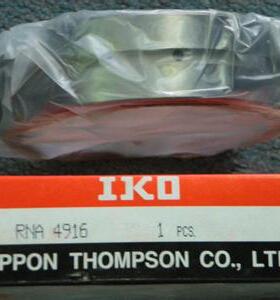 IKO
RNA 4916 1 PCS.
PPON THOMPSON CO., LT